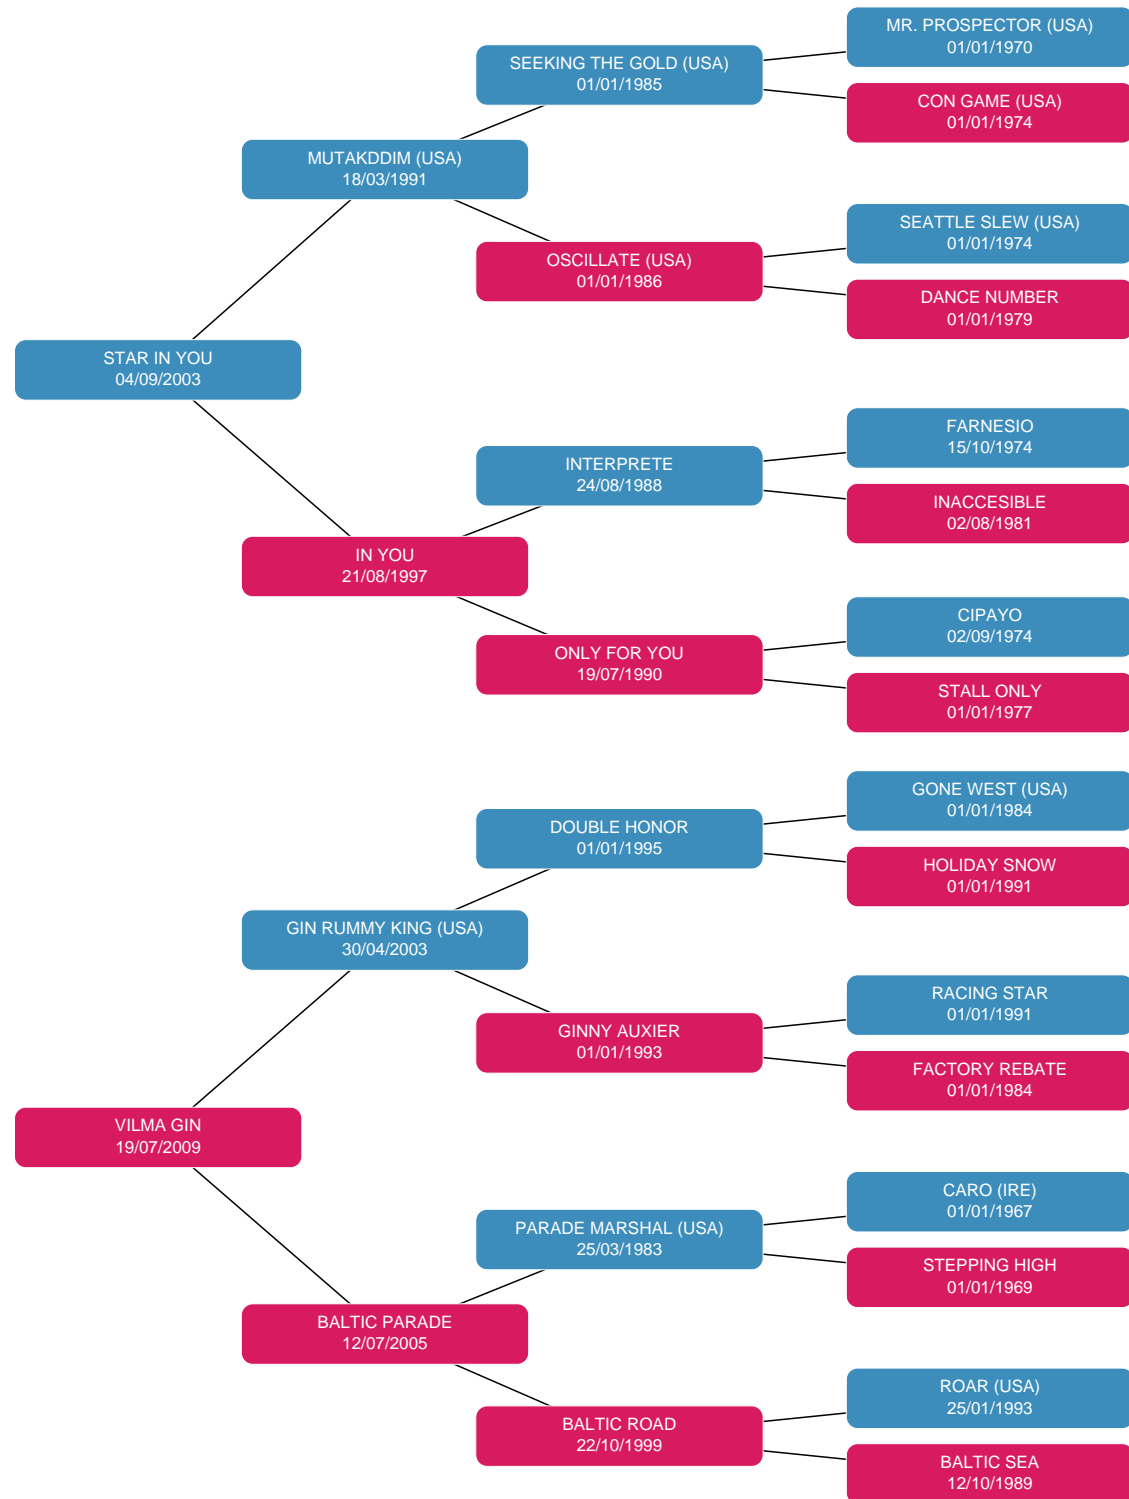 MR. PROSPECTOR (USA)
01/01/1970
SEEKING THE GOLD (USA)
01/01/1985
CON GAME (USA)
01/01/1974
MUTAKDDIM (USA)
18/03/1991
SEATTLE SLEW (USA)
01/01/1974
OSCILLATE (USA)
01/01/1986
DANCE NUMBER
01/01/1979
STAR IN YOU
04/09/2003
FARNESIO
15/10/1974
INTERPRETE
24/08/1988
INACCESIBLE
02/08/1981
IN YOU
21/08/1997
CIPAYO
02/09/1974
ONLY FOR YOU
19/07/1990
STALL ONLY
01/01/1977
GONE WEST (USA)
01/01/1984
DOUBLE HONOR
01/01/1995
HOLIDAY SNOW
01/01/1991
GIN RUMMY KING (USA)
30/04/2003
RACING STAR
01/01/1991
GINNY AUXIER
01/01/1993
FACTORY REBATE
01/01/1984
VILMA GIN
19/07/2009
CARO (IRE)
01/01/1967
PARADE MARSHAL (USA)
25/03/1983
STEPPING HIGH
01/01/1969
BALTIC PARADE
12/07/2005
ROAR (USA)
25/01/1993
BALTIC ROAD
22/10/1999
BALTIC SEA
12/10/1989